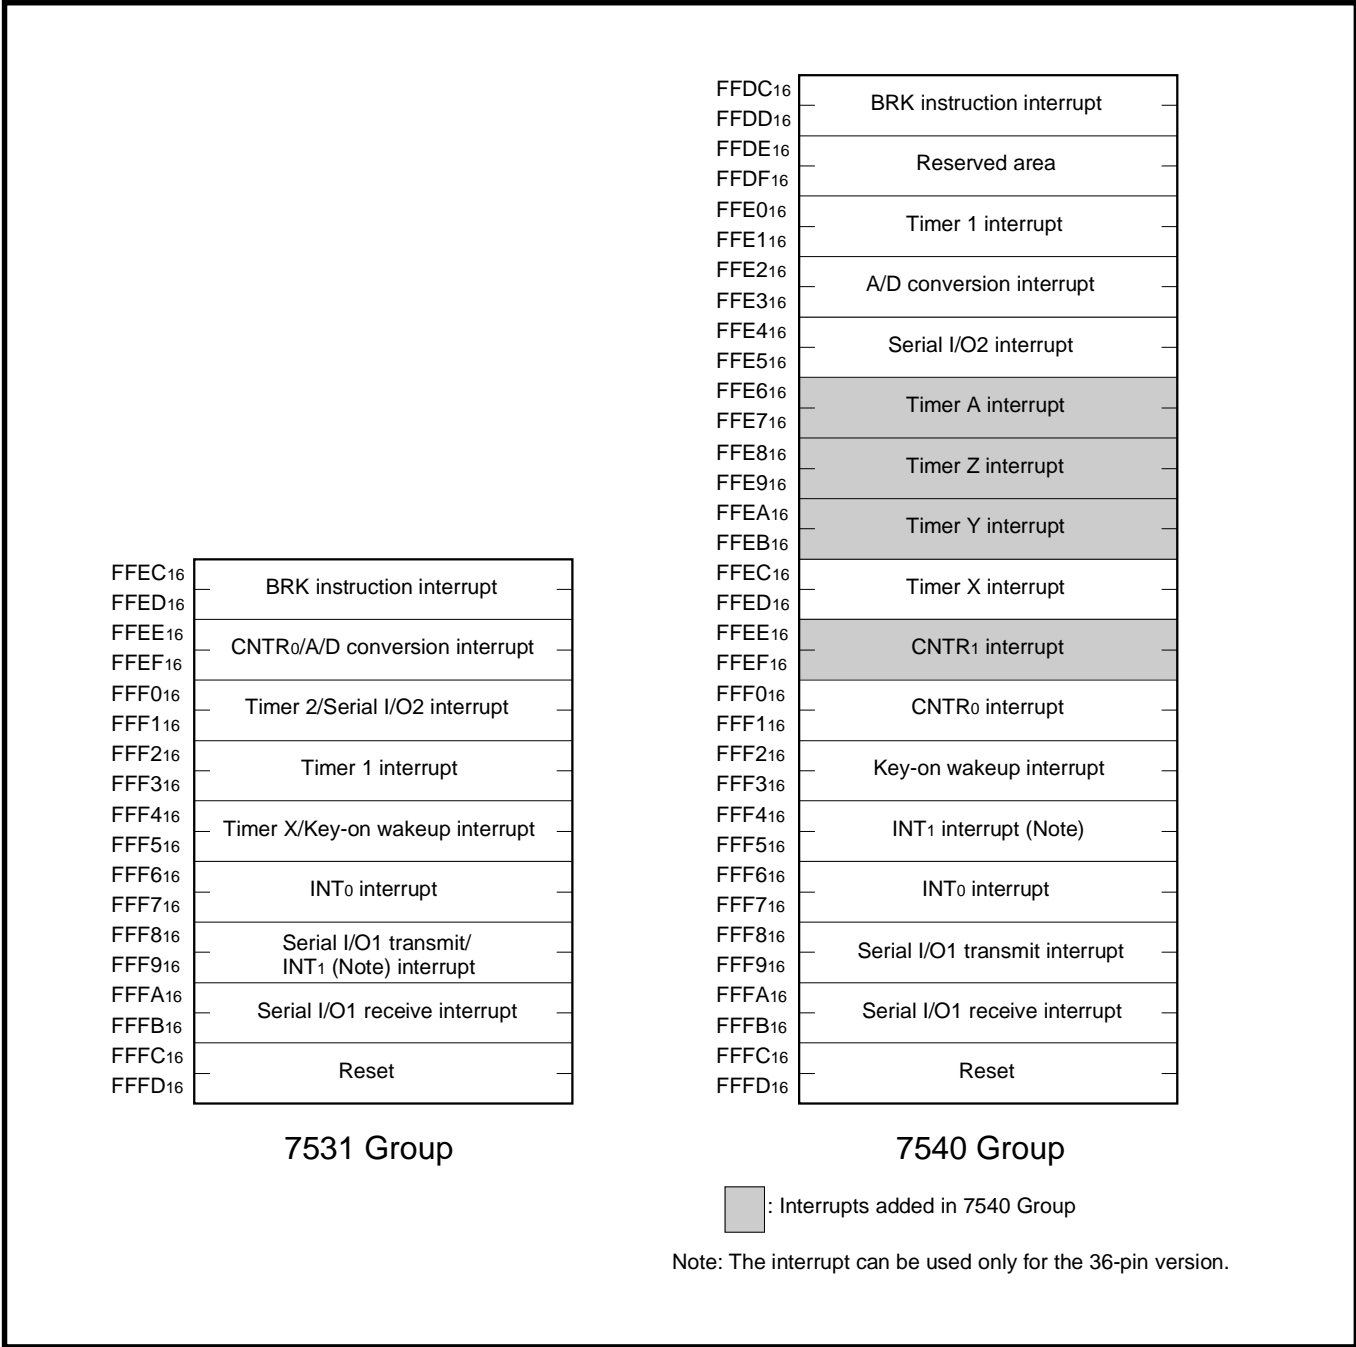 FFEC16
FFED16
BRK instruction interrupt
FFEE16
FFEF16
CNTR0/A/D conversion interrupt
FFF016
FFF116
Timer 2/Serial I/O2 interrupt
FFF216
FFF316
Timer 1 interrupt
FFF416
FFF516
Timer X/Key-on wakeup interrupt
FFF616
FFF716
INT0 interrupt
FFF816
FFF916
Serial I/O1 transmit/
INT1 (Note) interrupt
FFFA16
FFFB16
Serial I/O1 receive interrupt
FFFC16
FFFD16
Reset
7531 Group
FFDC16
FFDD16
BRK instruction interrupt
FFDE16
FFDF16
Reserved area
FFE016
FFE116
Timer 1 interrupt
FFE216
FFE316
A/D conversion interrupt
FFE416
FFE516
Serial I/O2 interrupt
FFE616
FFE716
Timer A interrupt
FFE816
FFE916
Timer Z interrupt
FFEA16
FFEB16
Timer Y interrupt
FFEC16
FFED16
Timer X interrupt
FFEE16
FFEF16
CNTR1 interrupt
FFF016
FFF116
CNTR0 interrupt
FFF216
FFF316
Key-on wakeup interrupt
FFF416
FFF516
INT1 interrupt (Note)
FFF616
FFF716
INT0 interrupt
FFF816
FFF916
Serial I/O1 transmit interrupt
FFFA16
FFFB16
Serial I/O1 receive interrupt
FFFC16
FFFD16
Reset
7540 Group
: Interrupts added in 7540 Group
Note: The interrupt can be used only for the 36-pin version.